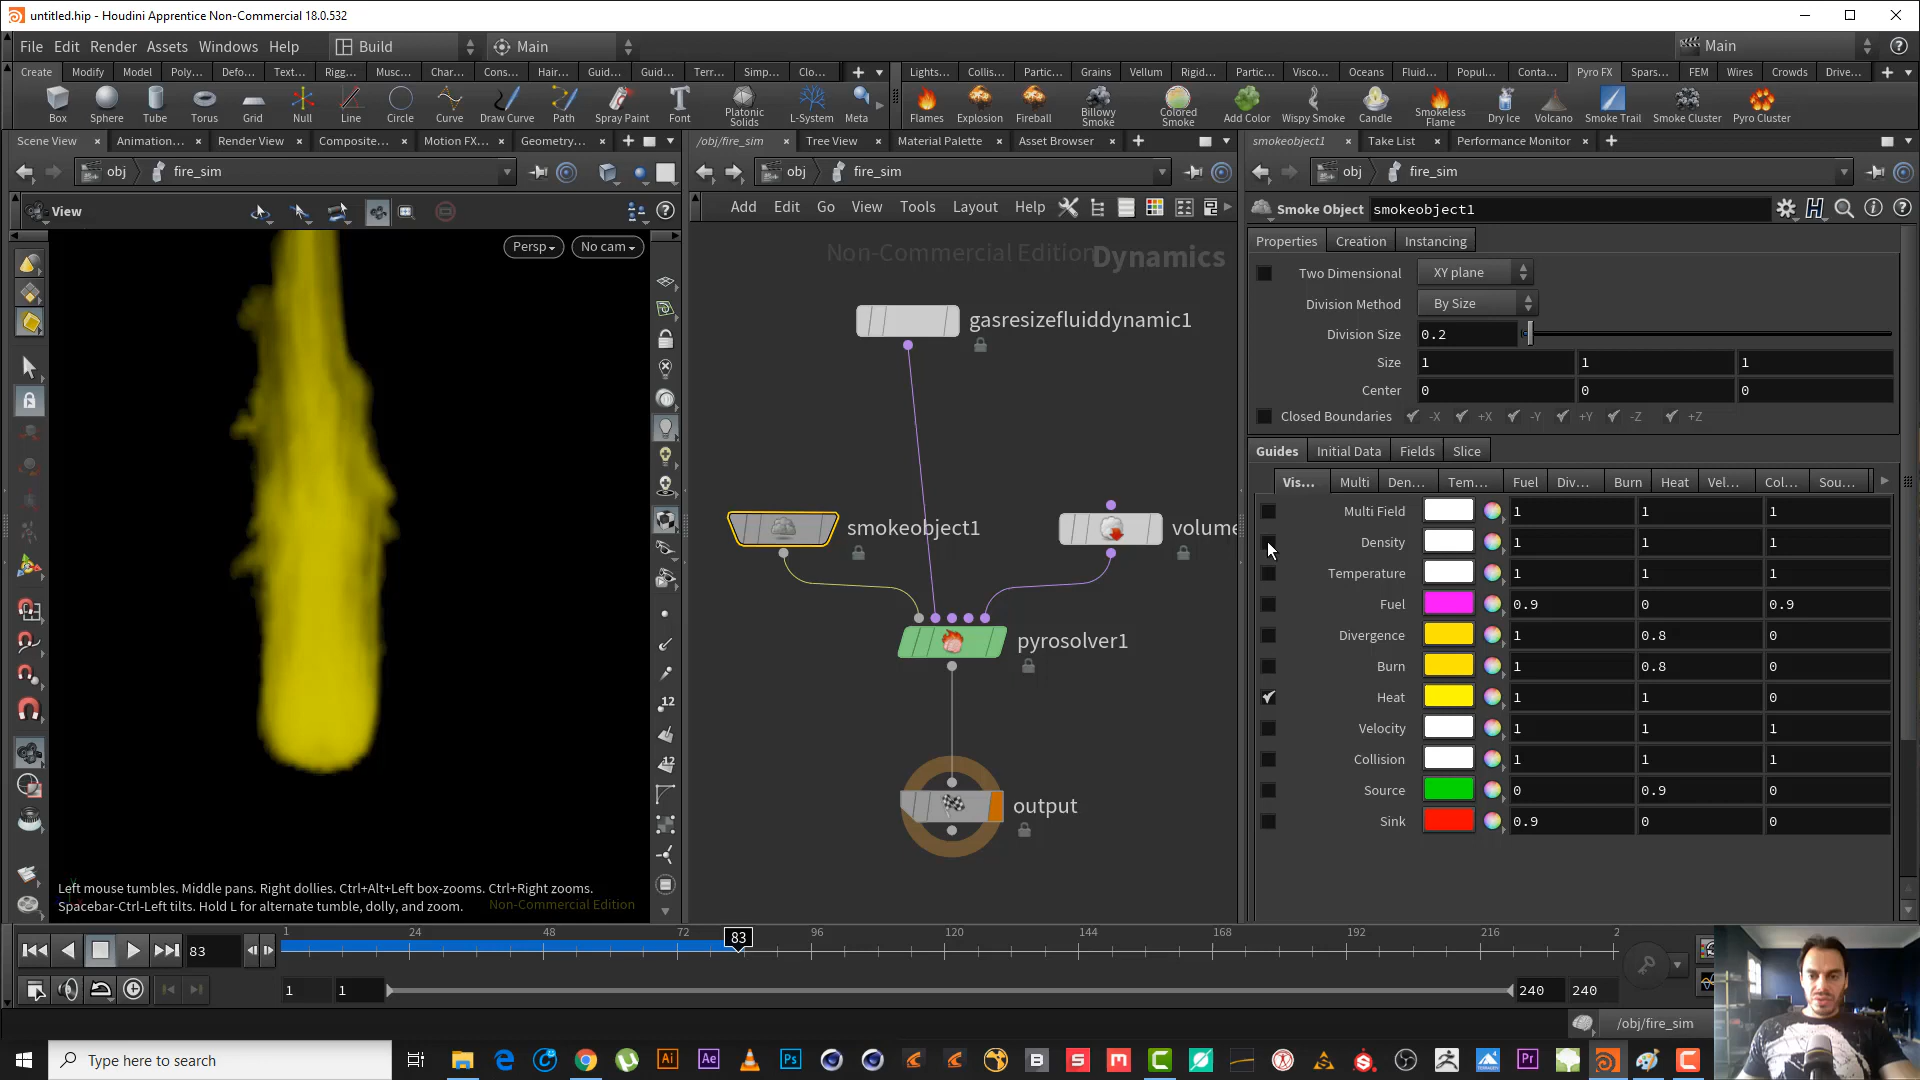 untitled.hip - Houdini Apprentice Non-Commercial 18.0.532
File Edit Render Assets Windows Help Build Main Main
Create Modify Model Poly... Defo... Text... Rigg... Musc... Char... Cons... Hair... Guid... Guid... Terr... Simp... Clo... Lights... Collis... Partic... Grains Vellum Rigid... Partic... Visco... Oceans Fluid... Popul... Conta... Pyro FX Spars... FEM Wires Crowds Drive...
Box Sphere Tube Torus Grid Null Line Circle Curve Draw Curve Path Spray Paint Font Platonic Solids L-System Meta Flames Explosion Fireball Billowy Smoke Colored Smoke Add Color Wispy Smoke Candle Smokeless Flame Dry Ice Volcano Smoke Trail Smoke Cluster Pyro Cluster
Scene View Animation... Render View Composite... Motion FX... Geometry... /obj/fire_sim Tree View Material Palette Asset Browser smokeobject1 Take List Performance Monitor
obj fire_sim obj fire_sim obj fire_sim
View Add Edit Go View Tools Layout Help Smoke Object smokeobject1
Persp No cam
Non-Commercial Edition Dynamics
gasresizefluiddynamic1
smokeobject1
volume
pyrosolver1
output
Properties Creation Instancing
Two Dimensional XY plane
Division Method By Size
Division Size 0.2
Size 1 1 1
Center 0 0 0
Closed Boundaries -X +X -Y +Y -Z +Z
Guides Initial Data Fields Slice
Vis... Multi Den... Tem... Fuel Div... Burn Heat Vel... Col... Sou...
Multi Field 1 1 1
Density 1 1 1
Temperature 1 1 1
Fuel 0.9 0 0.9
Divergence 1 0.8 0
Burn 1 0.8 0
Heat 1 1 0
Velocity 1 1 1
Collision 1 1 1
Source 0 0.9 0
Sink 0.9 0 0
12
12
Left mouse tumbles. Middle pans. Right dollies. Ctrl+Alt+Left box-zooms. Ctrl+Right zooms.
Spacebar-Ctrl-Left tilts. Hold L for alternate tumble, dolly, and zoom. Non-Commercial Edition
83 1 24 48 72 83 96 120 144 168 192 216 2
1 1 240 240
/obj/fire_sim
Type here to search
Ai Ae Ps B S M C Pr C